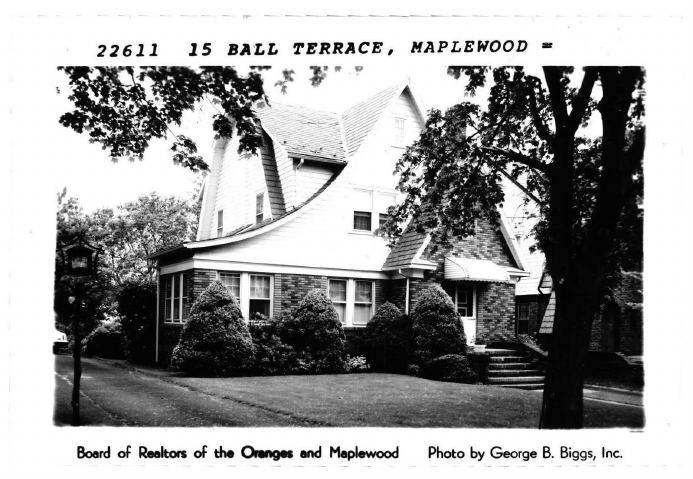 22611 15 BALL TERRACE, MAPLEWOOD =
Board of Realtors of the Oranges and Maplewood Photo by George B. Biggs, Inc.